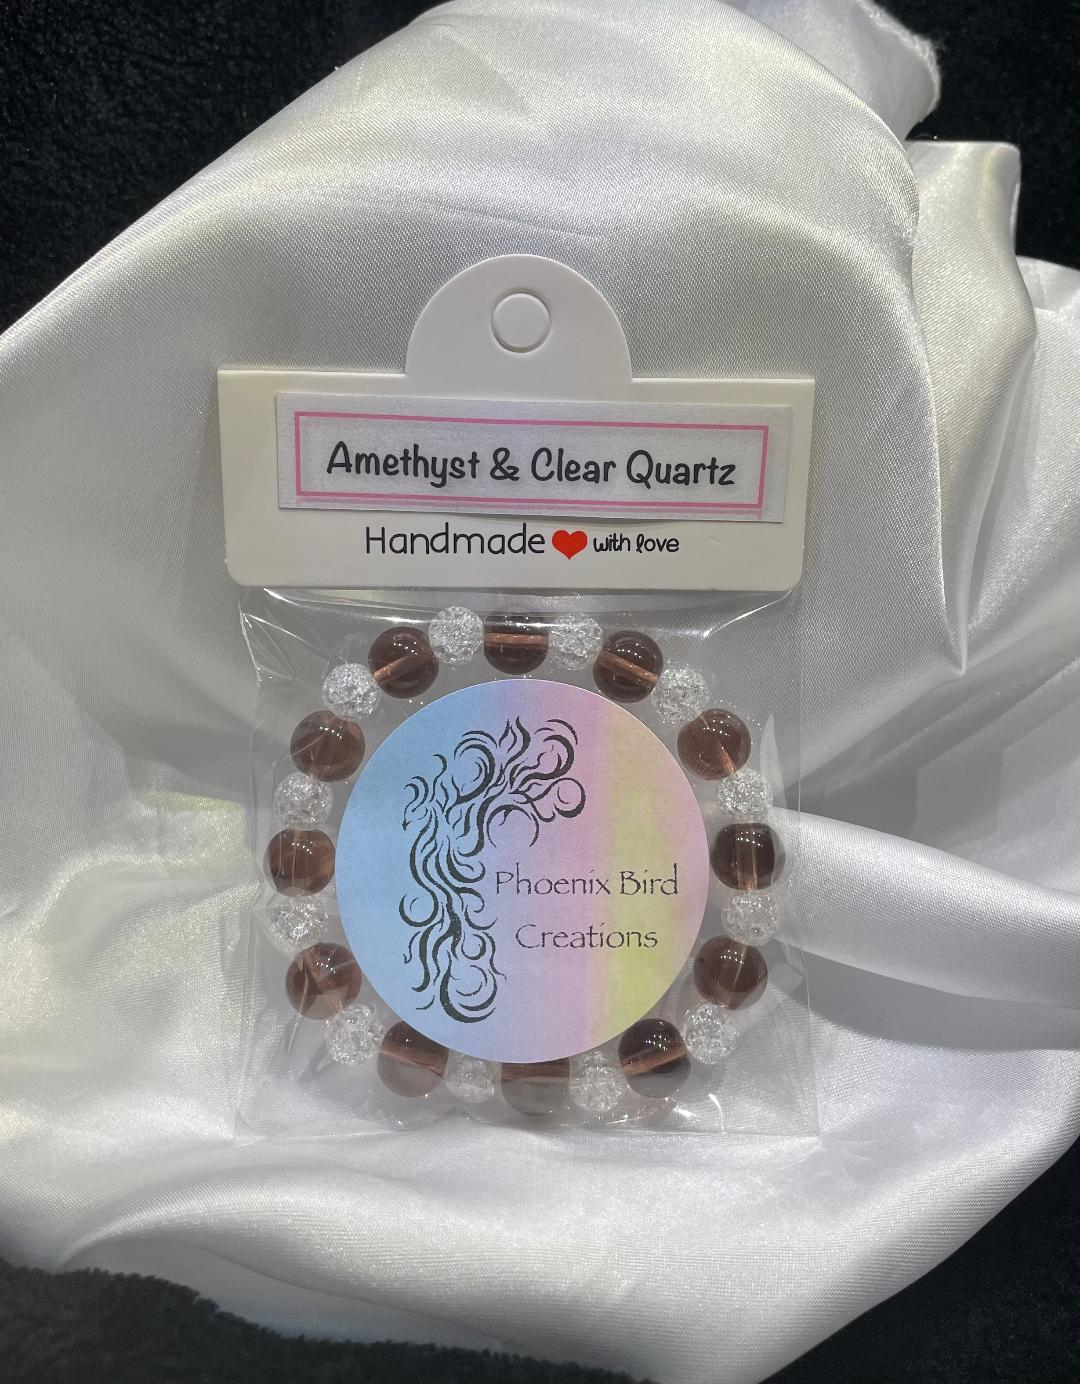 Amethyst & Clear Quartz
Handmade with love
Phoenix Bird
Creations